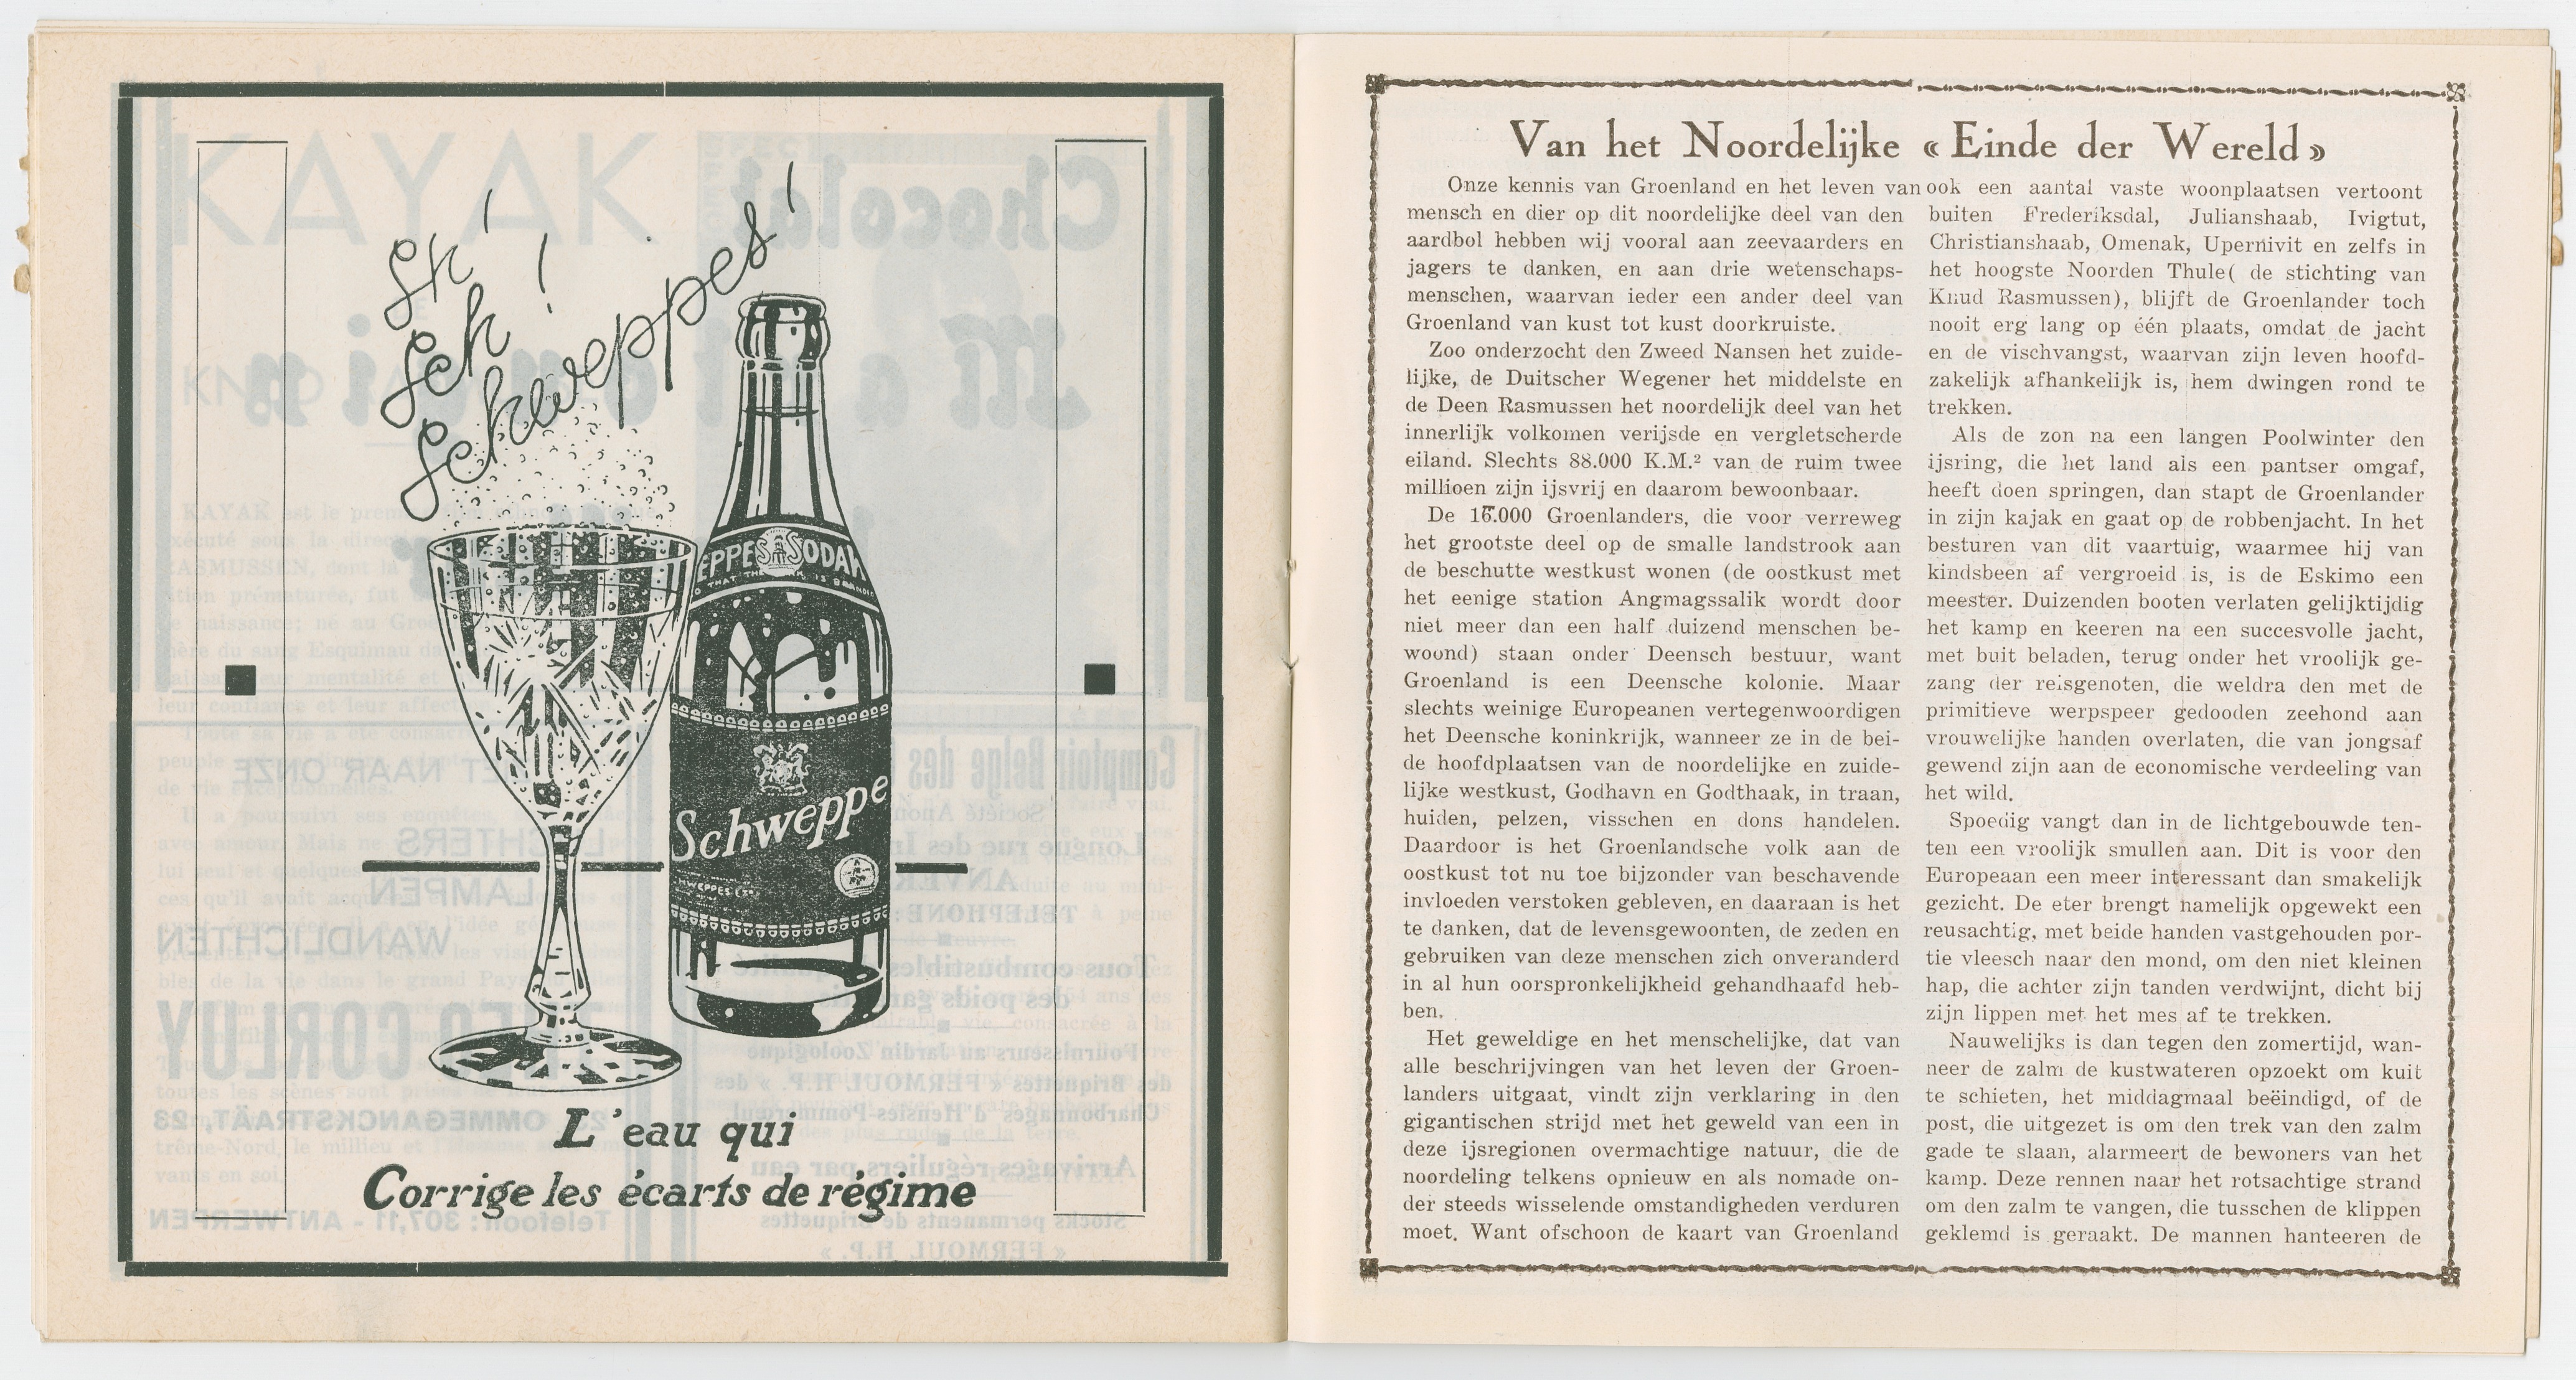 Sh!
Sch!
Schweppes!
EPPES SODAW
THAT THE IS BRANDED
Schweppe
HWEPPES LTD
L'eau qui
Corrige les écarts de régime
Van het Noordelijke « Einde der Wereld »
Onze kennis van Groenland en het leven van
mensch en dier op dit noordelijke deel van den
aardbol hebben wij vooral aan zeevaarders en
jagers te danken, en aan drie wetenschaps-
menschen, waarvan ieder een ander deel van
Groenland van kust tot kust doorkruiste.
Zoo onderzocht den Zweed Nansen het zuide-
lijke, de Duitscher Wegener het middelste en
de Deen Rasmussen het noordelijk deel van het
innerlijk volkomen verijsde en vergletscherde
eiland. Slechts 88.000 K.M.² van de ruim twee
millioen zijn ijsvrij en daarom bewoonbaar.
De 16.000 Groenlanders, die voor verreweg
het grootste deel op de smalle landstrook aan
de beschutte westkust wonen (de oostkust met
het eenige station Angmagssalik wordt door
niet meer dan een half duizend menschen be-
woond) staan onder Deensch bestuur, want
Groenland is een Deensche kolonie. Maar
slechts weinige Europeanen vertegenwoordigen
het Deensche koninkrijk, wanneer ze in de bei-
de hoofdplaatsen van de noordelijke en zuide-
lijke westkust, Godhavn en Godthaak, in traan,
huiden, pelzen, visschen en dons handelen.
Daardoor is het Groenlandsche volk aan de
oostkust tot nu toe bijzonder van beschavende
invloeden verstoken gebleven, en daaraan is het
te danken, dat de levensgewoonten, de zeden en
gebruiken van deze menschen zich onveranderd
in al hun oorspronkelijkheid gehandhaafd heb-
ben.
Het geweldige en het menschelijke, dat van
alle beschrijvingen van het leven der Groen-
landers uitgaat, vindt zijn verklaring in den
gigantischen strijd met het geweld van een in
deze ijsregionen overmachtige natuur, die de
noordeling telkens opnieuw en als nomade on-
der steeds wisselende omstandigheden verduren
moet. Want ofschoon de kaart van Groenland
ook een aantal vaste woonplaatsen vertoont
buiten Frederiksdal, Julianshaab, Ivigtut,
Christianshaab, Omenak, Upernivit en zelfs in
het hoogste Noorden Thule( de stichting van
Knud Rasmussen), blijft de Groenlander toch
nooit erg lang op één plaats, omdat de jacht
en de vischvangst, waarvan zijn leven hoofd-
zakelijk afhankelijk is, hem dwingen rond te
trekken.
Als de zon na een langen Poolwinter den
ijsring, die het land als een pantser omgaf,
heeft doen springen, dan stapt de Groenlander
in zijn kajak en gaat op de robbenjacht. In het
besturen van dit vaartuig, waarmee hij van
kindsbeen af vergroeid is, is de Eskimo een
meester. Duizenden booten verlaten gelijktijdig
het kamp en keeren na een succesvolle jacht,
met buit beladen, terug onder het vroolijk ge-
zang der reisgenoten, die weldra den met de
primitieve werpspeer gedooden zeehond aan
vrouwelijke handen overlaten, die van jongsaf
gewend zijn aan de economische verdeeling van
het wild.
Spoedig vangt dan in de lichtgebouwde ten-
ten een vroolijk smullen aan. Dit is voor den
Europeaan een meer interessant dan smakelijk
gezicht. De eter brengt namelijk opgewekt een
reusachtig, met beide handen vastgehouden por-
tie vleesch naar den mond, om den niet kleinen
hap, die achter zijn tanden verdwijnt, dicht bij
zijn lippen met het mes af te trekken.
Nauwelijks is dan tegen den zomertijd, wan-
neer de zalm de kustwateren opzoekt om kuit
te schieten, het middagmaal beëindigd, of de
post, die uitgezet is om den trek van den zalm
gade te slaan, alarmeert de bewoners van het
kamp. Deze rennen naar het rotsachtige strand
om den zalm te vangen, die tusschen de klippen
geklemd is geraakt. De mannen hanteeren de